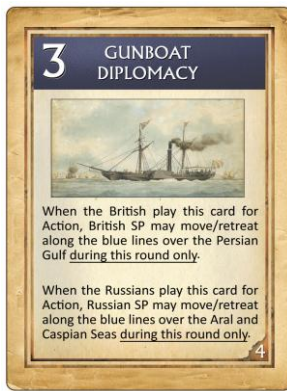 3 GUNBOAT
DIPLOMACY
When the British play this card for
Action, British SP may move/retreat
along the blue lines over the Persian
Gulf during this round only.
When the Russians play this card for
Action, Russian SP may move/retreat
along the blue lines over the Aral and
Caspian Seas during this round only.
4